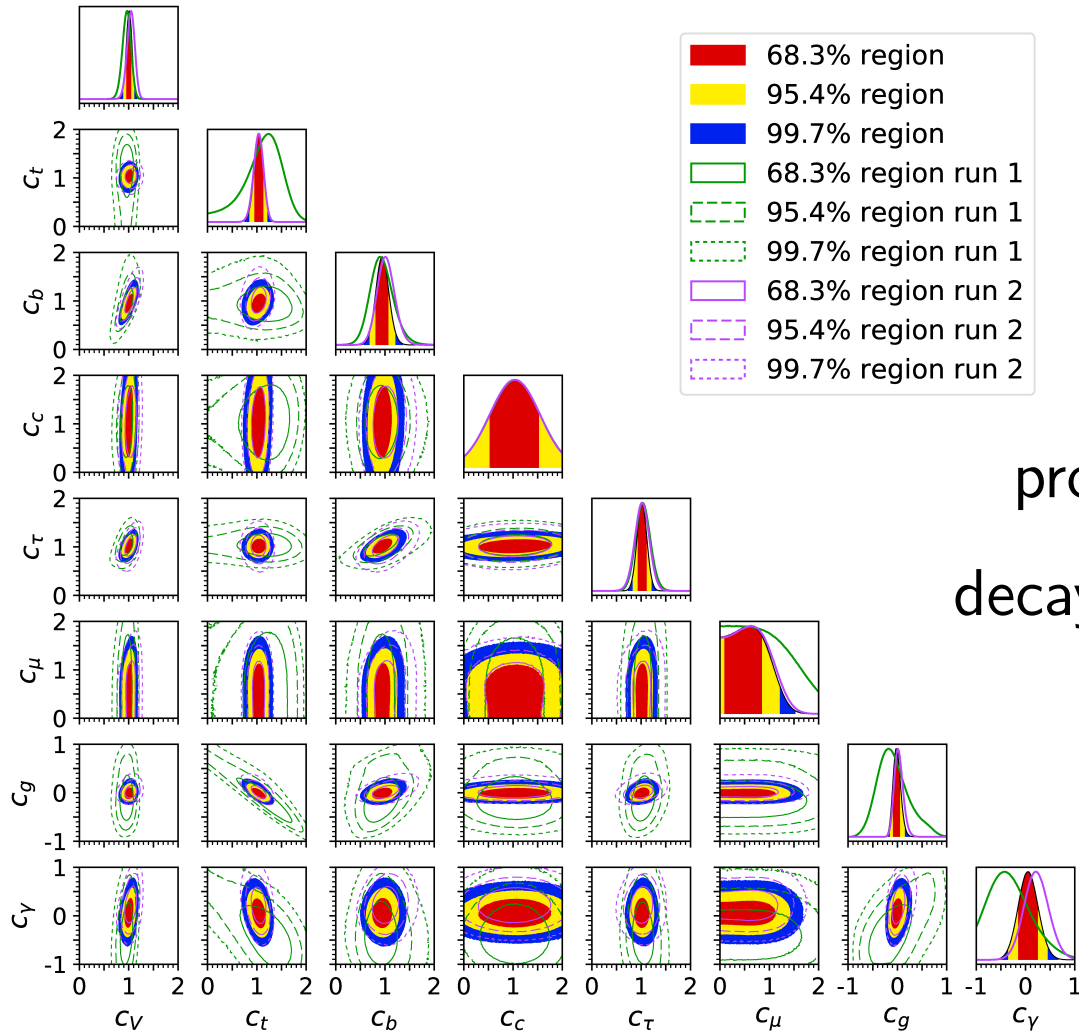 68.3% region
95.4% region
99.7% region
68.3% region run 1
95.4% region run 1
99.7% region run 1
68.3% region run 2
95.4% region run 2
99.7% region run 2
2
c_t 1
0
2
c_b 1
0
2
c_c 1
0
pro
2
c_τ 1
0
decay
2
c_μ 1
0
1
c_g 0
-1
1
c_γ 0
-1
0 1 2 0 1 2 0 1 2 0 1 2 0 1 2 0 1 2 -1 0 1 -1 0 1
c_V c_t c_b c_c c_τ c_μ c_g c_γ